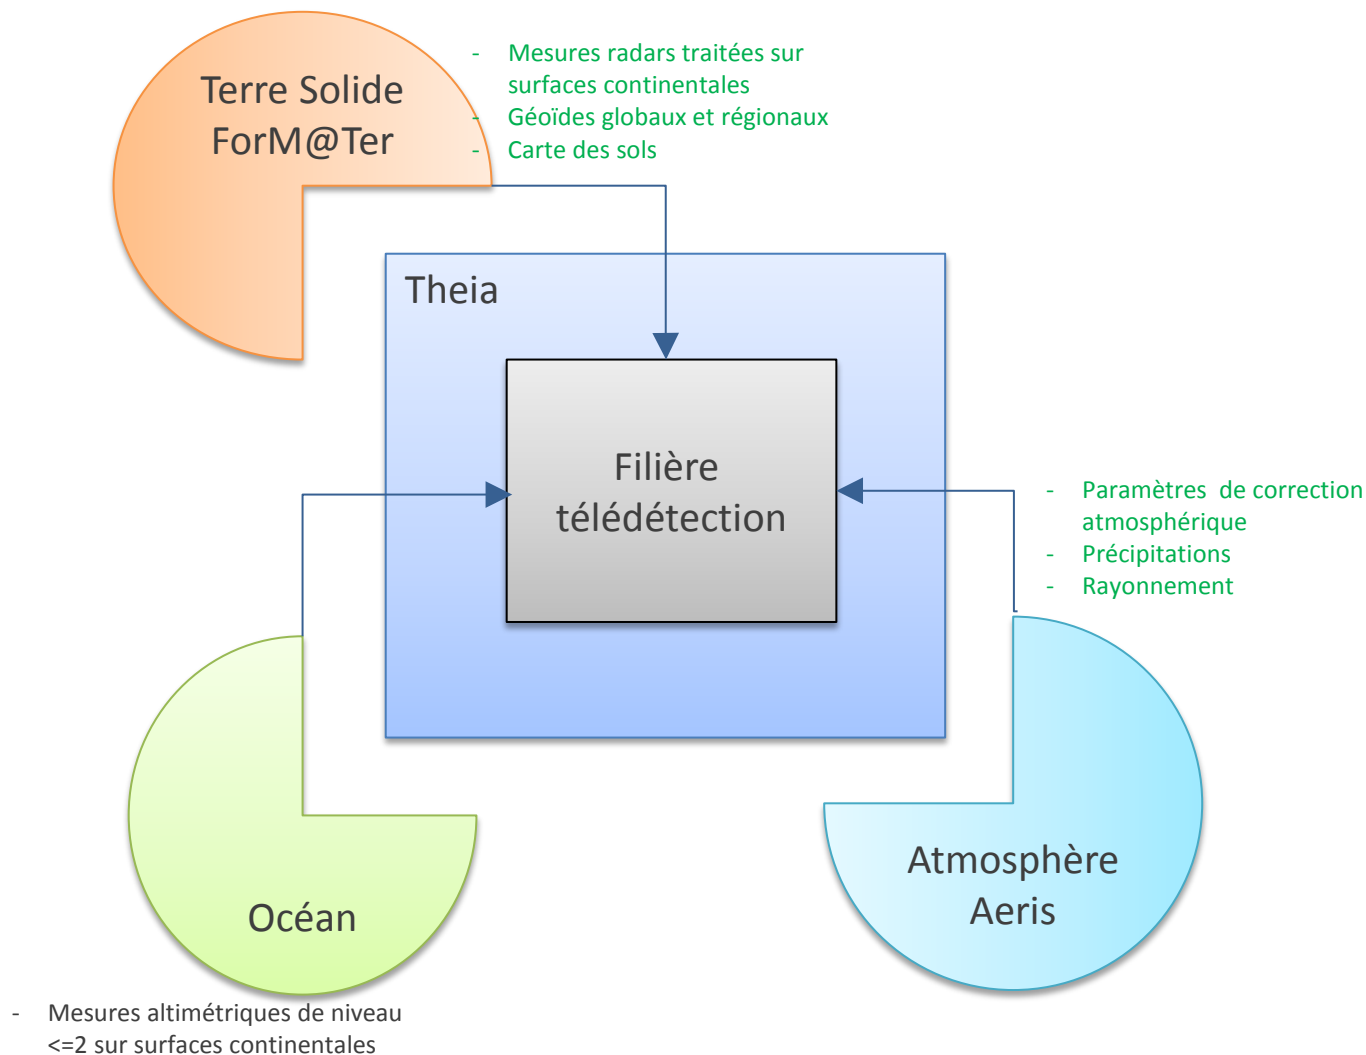 Terre Solide
ForM@Ter
- Mesures radars traitées sur
surfaces continentales
- Géoïdes globaux et régionaux
- Carte des sols
Theia
Filière
télédétection
- Paramètres  de correction
atmosphérique
- Précipitations
- Rayonnement
Océan
Atmosphère
Aeris
- Mesures altimétriques de niveau
<=2 sur surfaces continentales